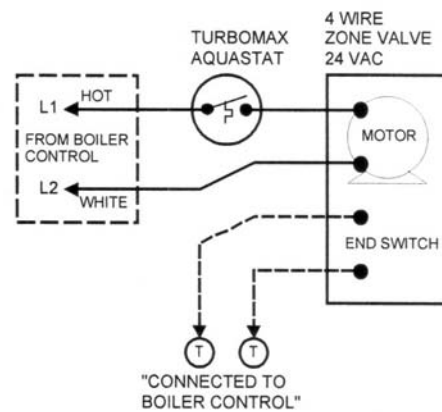 TURBOMAX
AQUASTAT
4 WIRE
ZONE VALVE
24 VAC
L1
HOT
FROM BOILER
CONTROL
L2
WHITE
MOTOR
END SWITCH
T
T
"CONNECTED TO
BOILER CONTROL"